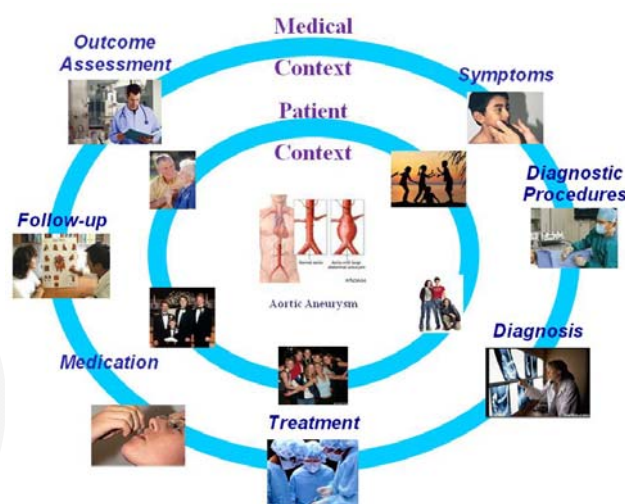 Medical
Context
Outcome
Assessment
Symptoms
Patient
Context
Diagnostic
Procedures
Follow-up
Aortic Aneurysm
Diagnosis
Medication
Treatment